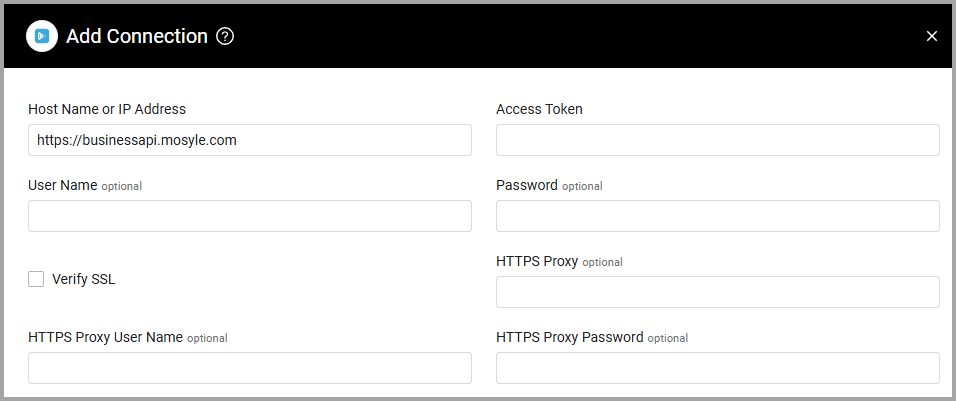 Add Connection ?
Host Name or IP Address
Access Token
https://businessapi.mosyle.com
User Name optional
Password optional
Verify SSL
HTTPS Proxy optional
HTTPS Proxy User Name optional
HTTPS Proxy Password optional